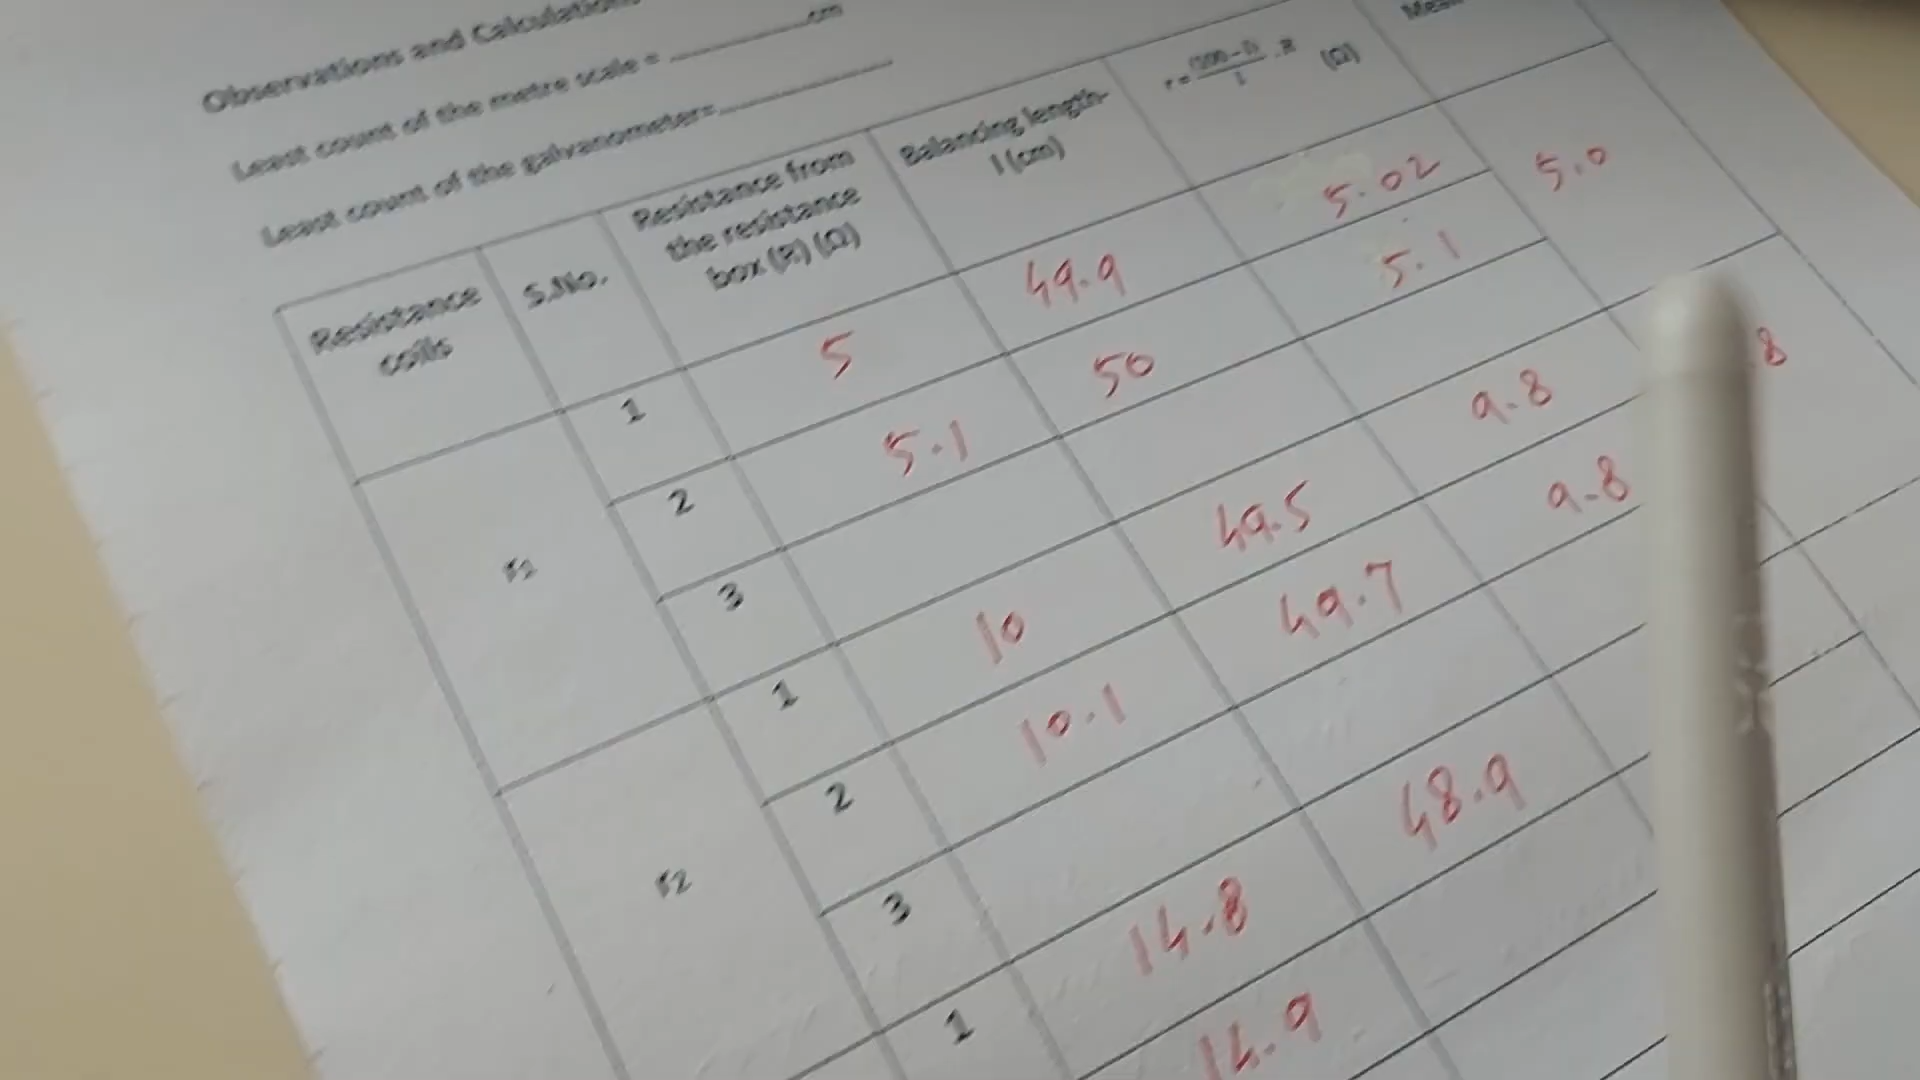 Observations and Calculations
Least count of the metre scale = ....................cm
Least count of the galvanometer=....................
Resistance coils
S.No.
Resistance from
the resistance
box (R) (Ω)
Balancing length-
l (cm)
r = (100 - l) / l . R (Ω)
1 5 49.9 5.02 5.0
2 5.1 50 5.1
3
1 10 49.5 9.8
2 10.1 49.7 9.8
r2
3
1 14.8 48.9
14.9